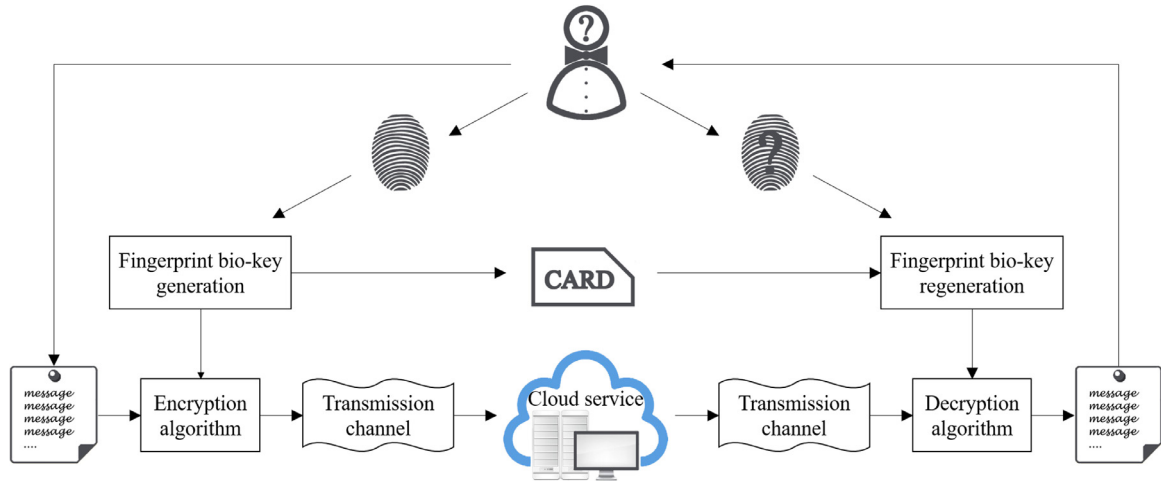 ?
?
Fingerprint bio-key
generation
CARD
Fingerprint bio-key
regeneration
message
message
message
message
....
Encryption
algorithm
Transmission
channel
Cloud service
Transmission
channel
Decryption
algorithm
message
message
message
message
....